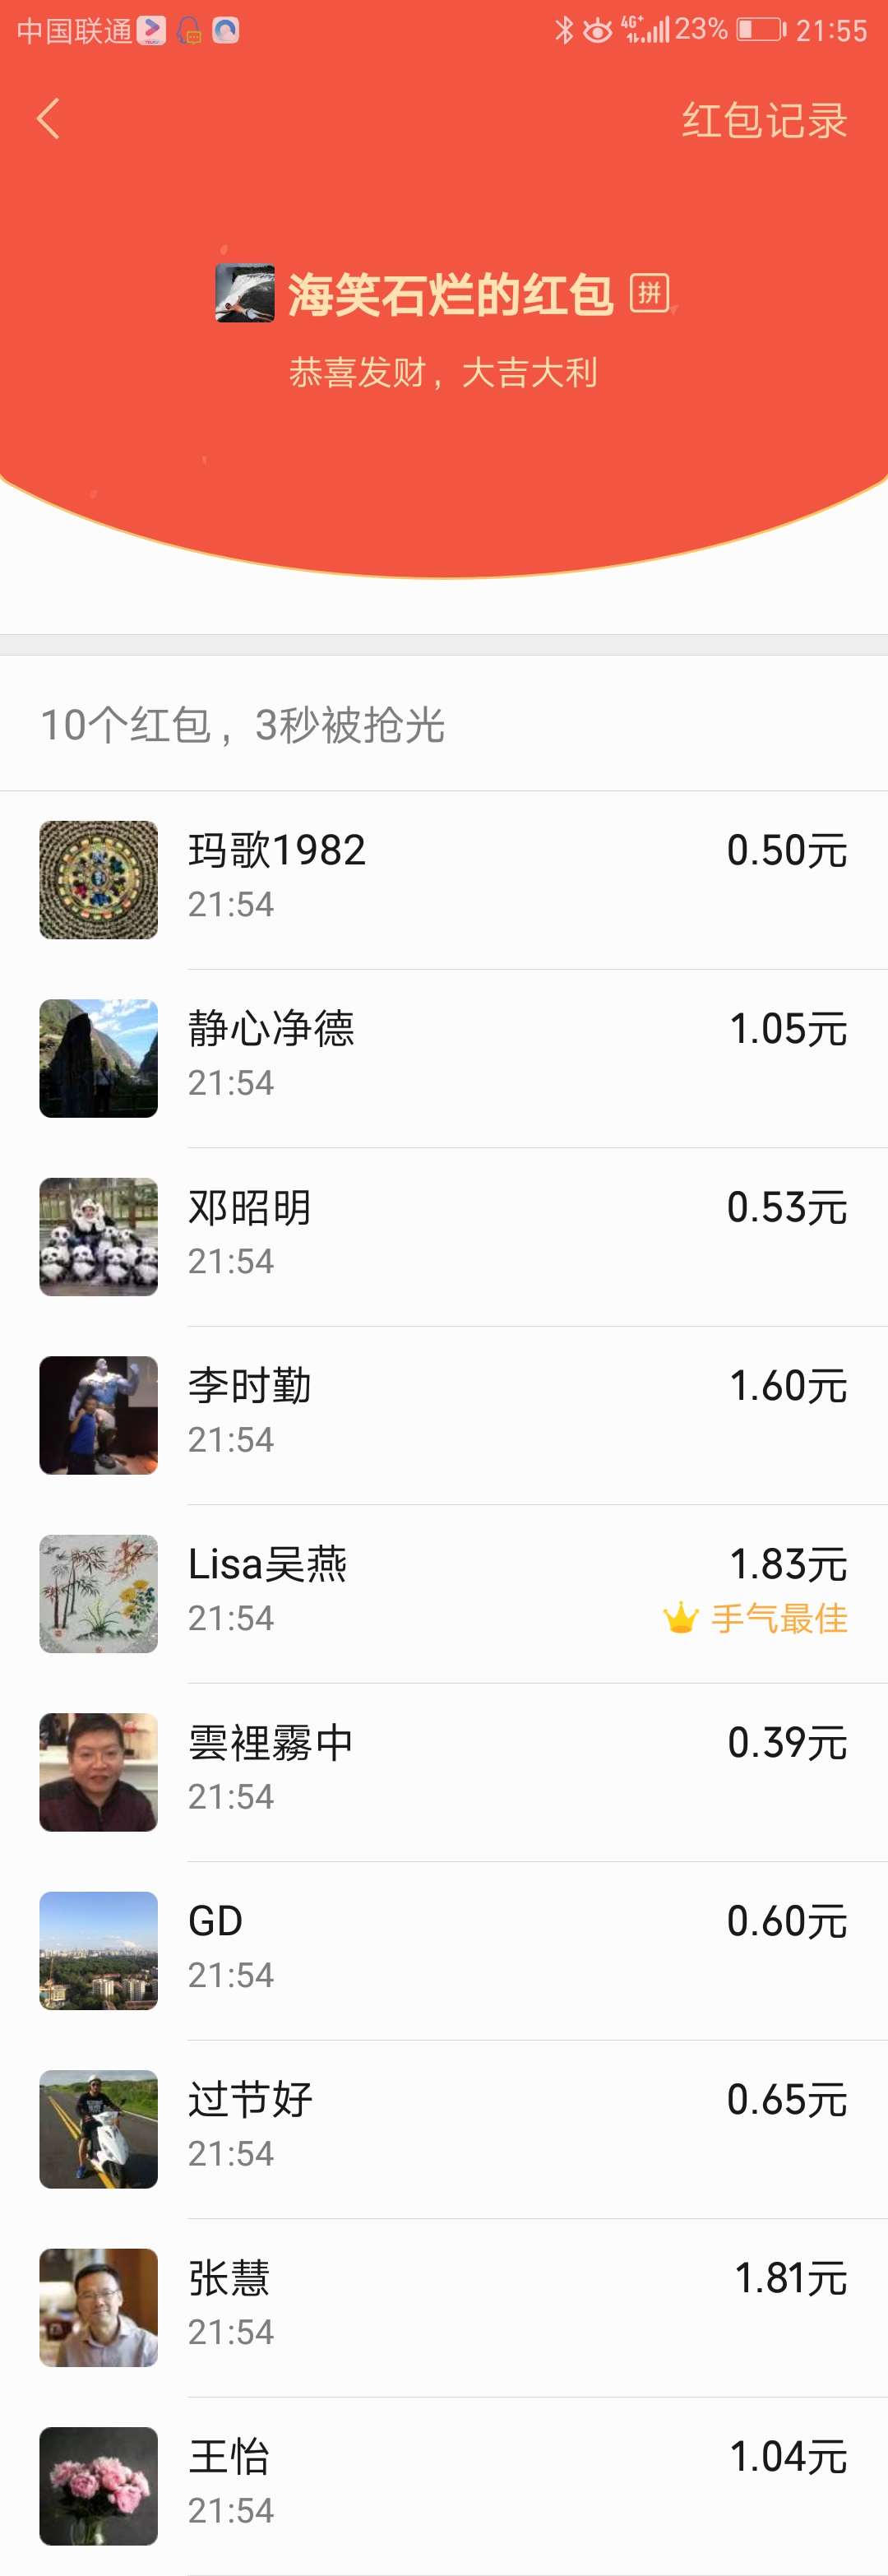 中国联通 4G+ 23% 21:55
红包记录
海笑石烂的红包 拼
恭喜发财，大吉大利
10个红包，3秒被抢光
玛歌1982 0.50元
21:54
静心净德 1.05元
21:54
邓昭明 0.53元
21:54
李时勤 1.60元
21:54
Lisa吴燕 1.83元
21:54 手气最佳
雲裡霧中 0.39元
21:54
GD 0.60元
21:54
过节好 0.65元
21:54
张慧 1.81元
21:54
王怡 1.04元
21:54